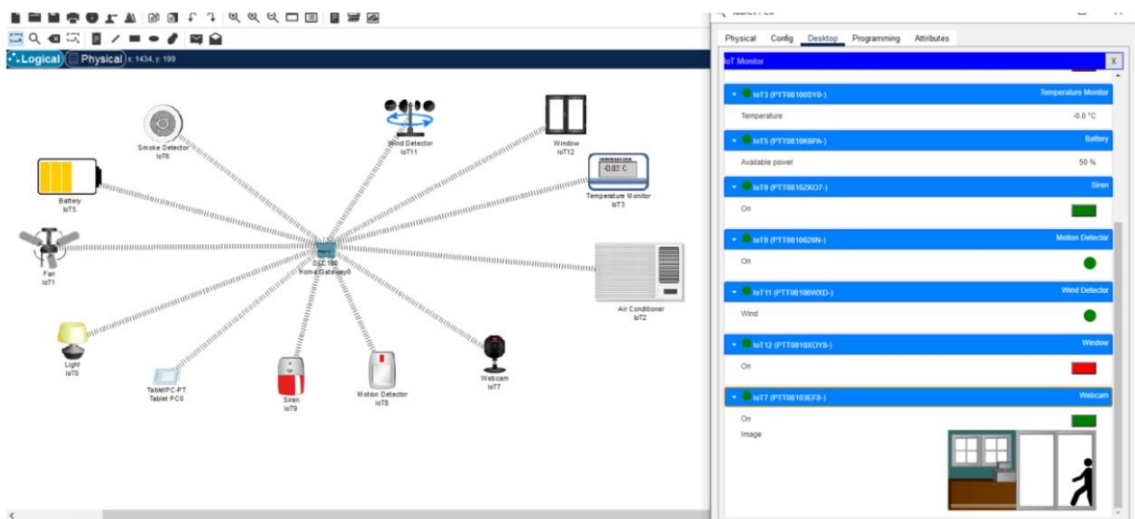 Logical
Physical
x: 1434, y: 199
Smoke Detector
IoT6
Wind Detector
IoT11
Window
IoT12
Battery
IoT5
-0.03 C
Temperature Monitor
IoT3
Fan
IoT1
Home Gateway0
Air Conditioner
IoT2
Light
IoT0
TabletPC-PT
Tablet PC0
Siren
IoT9
Motion Detector
IoT8
Webcam
IoT7
Physical Config Desktop Programming Attributes
IoT Monitor X
Temperature Monitor
Temperature -0.0 °C
Battery
Available power 50 %
Siren
On
Motion Detector
On
Wind Detector
Wind
Window
On
Webcam
On
Image